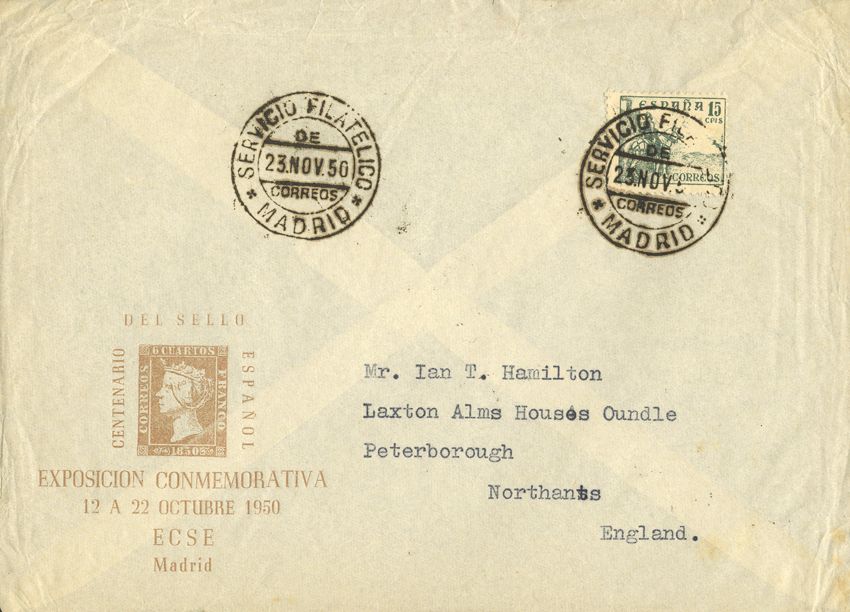 SERVICIO FILATELICO
DE
23.NOV.50
CORREOS
* MADRID *
ESPAÑA 15
CTS
CORREOS
SERVICIO FIL
DE
23.NOV.5
CORREOS
* MADRID *
DEL SELLO
CENTENARIO
ESPAÑOL
6 CUARTOS
CORREOS
FRANCO
1850
EXPOSICION CONMEMORATIVA
12 A 22 OCTUBRE 1950
ECSE
Madrid
Mr. Ian T. Hamilton
Laxton Alms Houses Oundle
Peterborough
Northants
England.